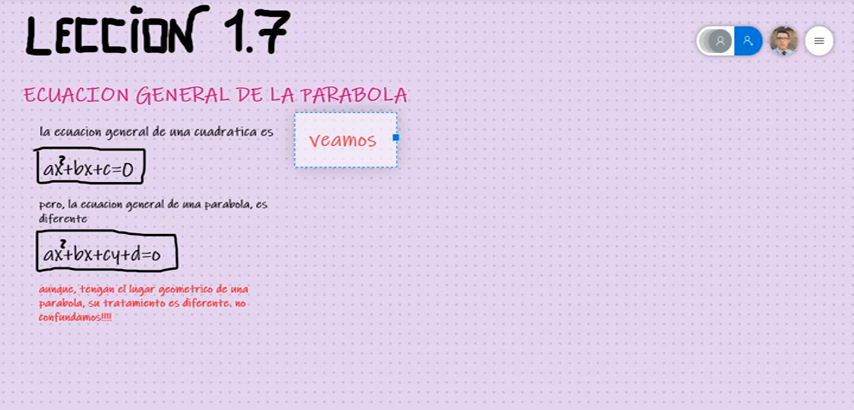 LECCION 1.7
ECUACION GENERAL DE LA PARABOLA
la ecuacion general de una cuadratica es
veamos
ax²+bx+c=0
pero, la ecuacion general de una parabola, es
diferente
ax²+bx+cy+d=0
aunque, tengan el lugar geometrico de una
parabola, su tratamiento es diferente. no
confundamos!!!!